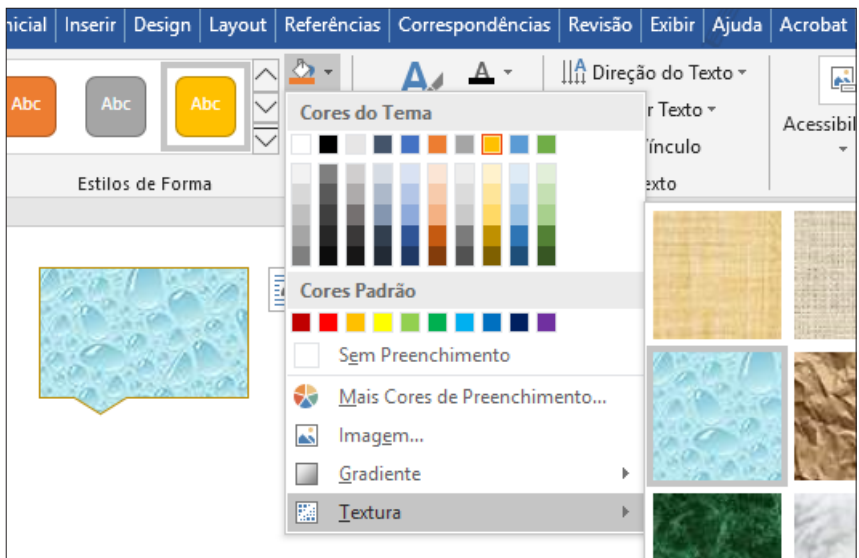 nicial Inserir Design Layout Referências Correspondências Revisão Exibir Ajuda Acrobat
Abc Abc Abc A A A Direção do Texto
Cores do Tema r Texto
Acessibil
ínculo
Estilos de Forma exto
Cores Padrão
Sem Preenchimento
Mais Cores de Preenchimento...
Imagem...
Gradiente
Textura